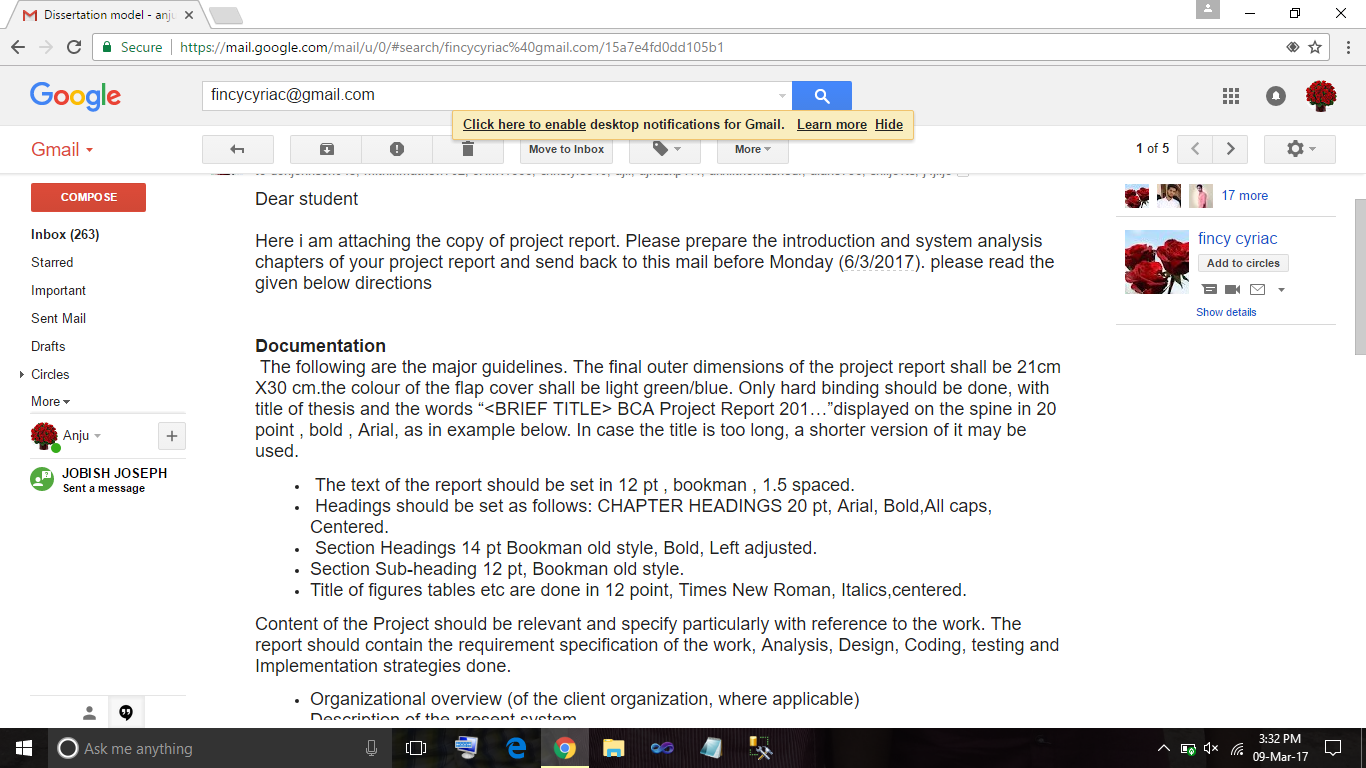 Dissertation model - anju
Secure https://mail.google.com/mail/u/0/#search/fincycyriac%40gmail.com/15a7e4fd0dd105b1
Google
fincycyriac@gmail.com
Click here to enable desktop notifications for Gmail. Learn more Hide
Gmail
Move to Inbox
More
1 of 5
COMPOSE
Inbox (263)
Starred
Important
Sent Mail
Drafts
Circles
More
Anju
JOBISH JOSEPH
Sent a message
Dear student
Here i am attaching the copy of project report. Please prepare the introduction and system analysis
chapters of your project report and send back to this mail before Monday (6/3/2017). please read the
given below directions
Documentation
The following are the major guidelines. The final outer dimensions of the project report shall be 21cm
X30 cm.the colour of the flap cover shall be light green/blue. Only hard binding should be done, with
title of thesis and the words “<BRIEF TITLE> BCA Project Report 201…”displayed on the spine in 20
point , bold , Arial, as in example below. In case the title is too long, a shorter version of it may be
used.
• The text of the report should be set in 12 pt , bookman , 1.5 spaced.
• Headings should be set as follows: CHAPTER HEADINGS 20 pt, Arial, Bold,All caps,
Centered.
• Section Headings 14 pt Bookman old style, Bold, Left adjusted.
• Section Sub-heading 12 pt, Bookman old style.
• Title of figures tables etc are done in 12 point, Times New Roman, Italics,centered.
Content of the Project should be relevant and specify particularly with reference to the work. The
report should contain the requirement specification of the work, Analysis, Design, Coding, testing and
Implementation strategies done.
• Organizational overview (of the client organization, where applicable)
• Description of the present system
17 more
fincy cyriac
Add to circles
Show details
Ask me anything
3:32 PM
09-Mar-17